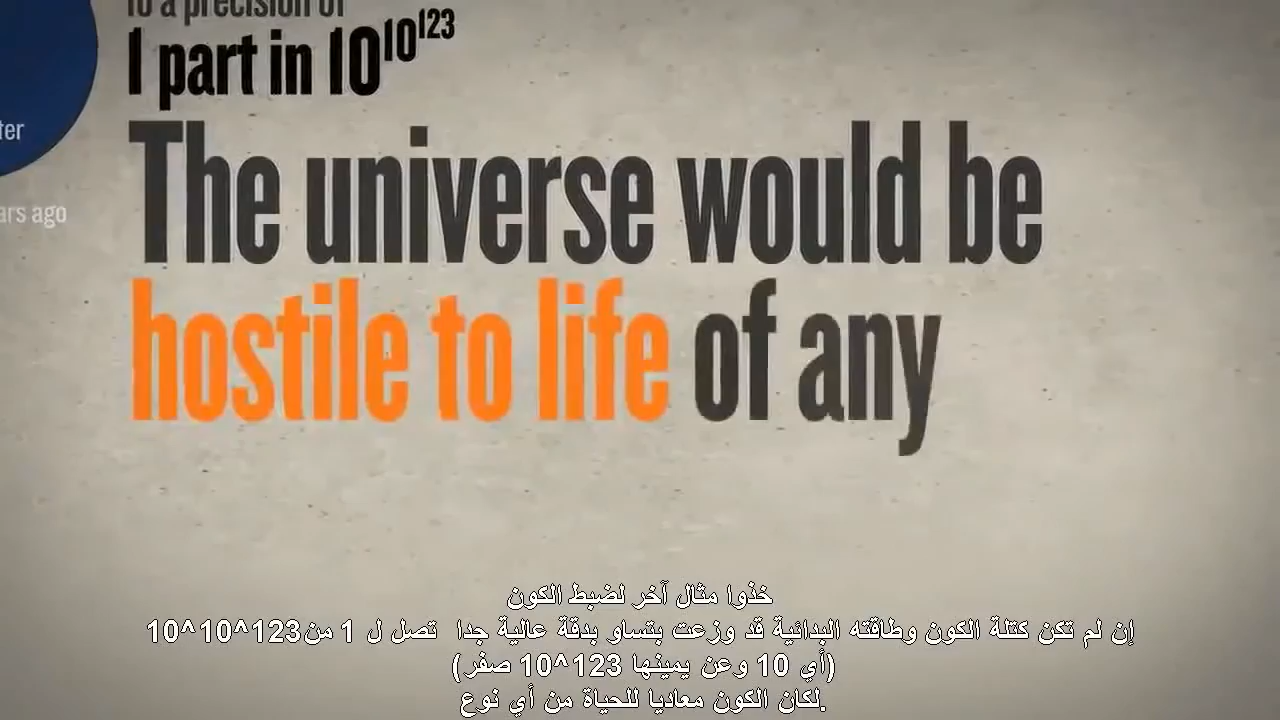 to a precision of
1 part in 10^10^123
The universe would be
hostile to life of any
ter
ars ago
خذوا مثال آخر لضبط الكون
إن لم تكن كتلة الكون وطاقته البدائية قد وزعت بتساو بدقة عالية جدا تصل ل 1 من 10^10^123
(أي 10 وعن يمينها 123^10 صفر)
لكان الكون معاديا للحياة من أي نوع.